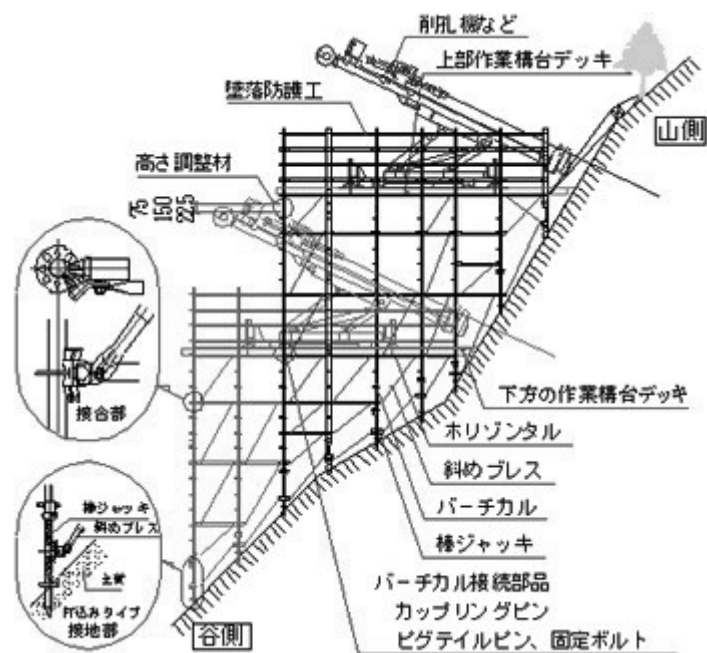 削孔機など
上部作業構台デッキ
墜落防護工
山側
高さ調整材
75
150
225
接合部
下方の作業構台デッキ
ホリゾンタル
斜めブレス
バーチカル
棒ジャッキ
棒ジャッキ
斜めブレス
土質
打込みタイプ
接地部
バーチカル接続部品
カップリングピン
ピグテイルピン、固定ボルト
谷側